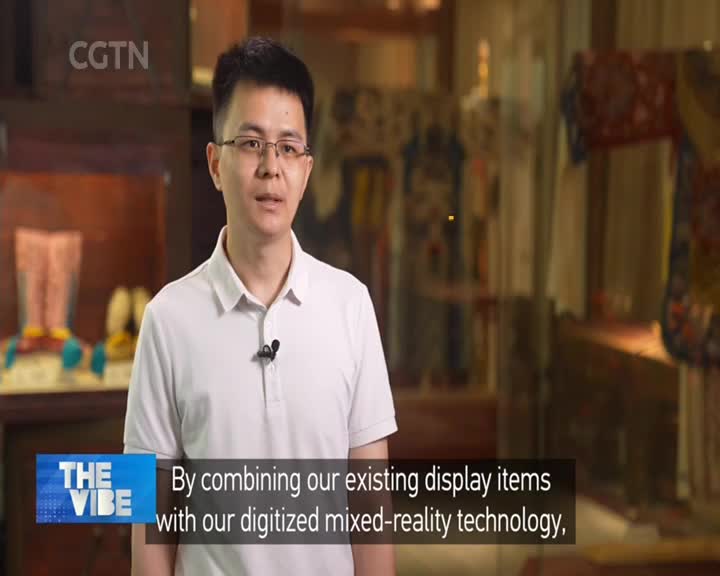 CGTN
THE
VIBE
By combining our existing display items
with our digitized mixed-reality technology,